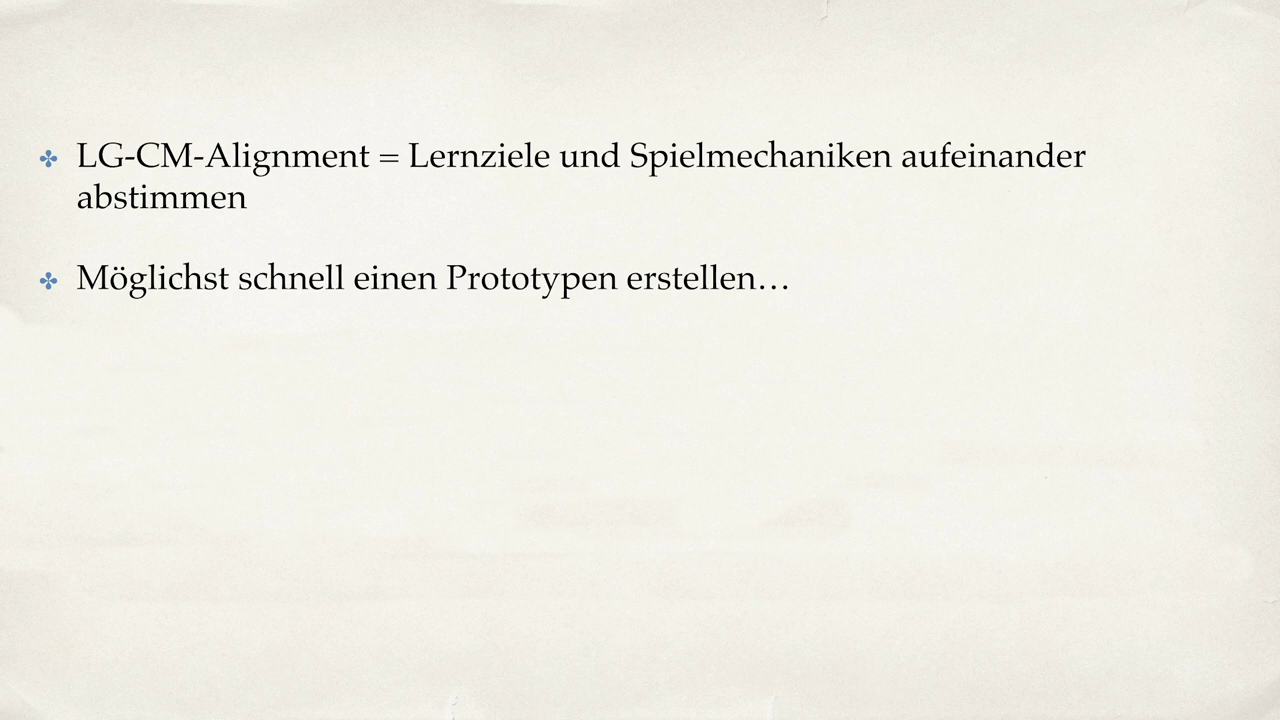 LG-CM-Alignment = Lernziele und Spielmechaniken aufeinander
abstimmen
Möglichst schnell einen Prototypen erstellen…